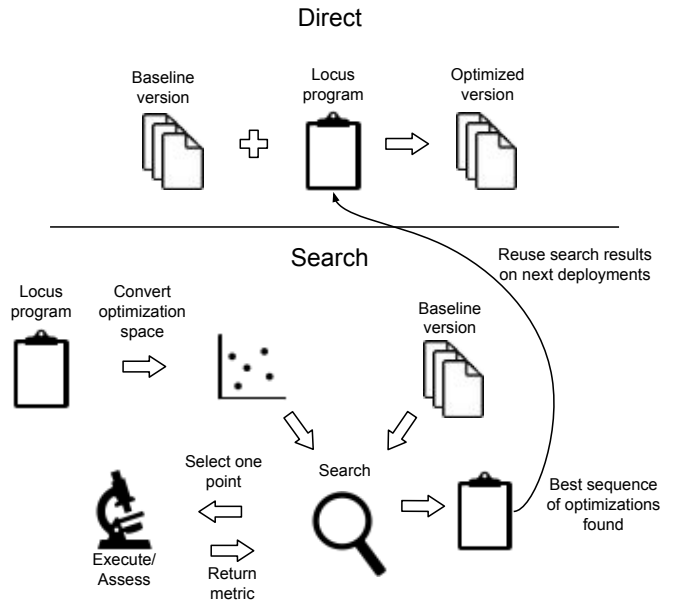 Direct
Baseline
version
Locus
program
Optimized
version
Reuse search results
on next deployments
Search
Locus
program
Convert
optimization
space
Baseline
version
Select one
point
Search
Best sequence
of optimizations
found
Execute/
Assess
Return
metric